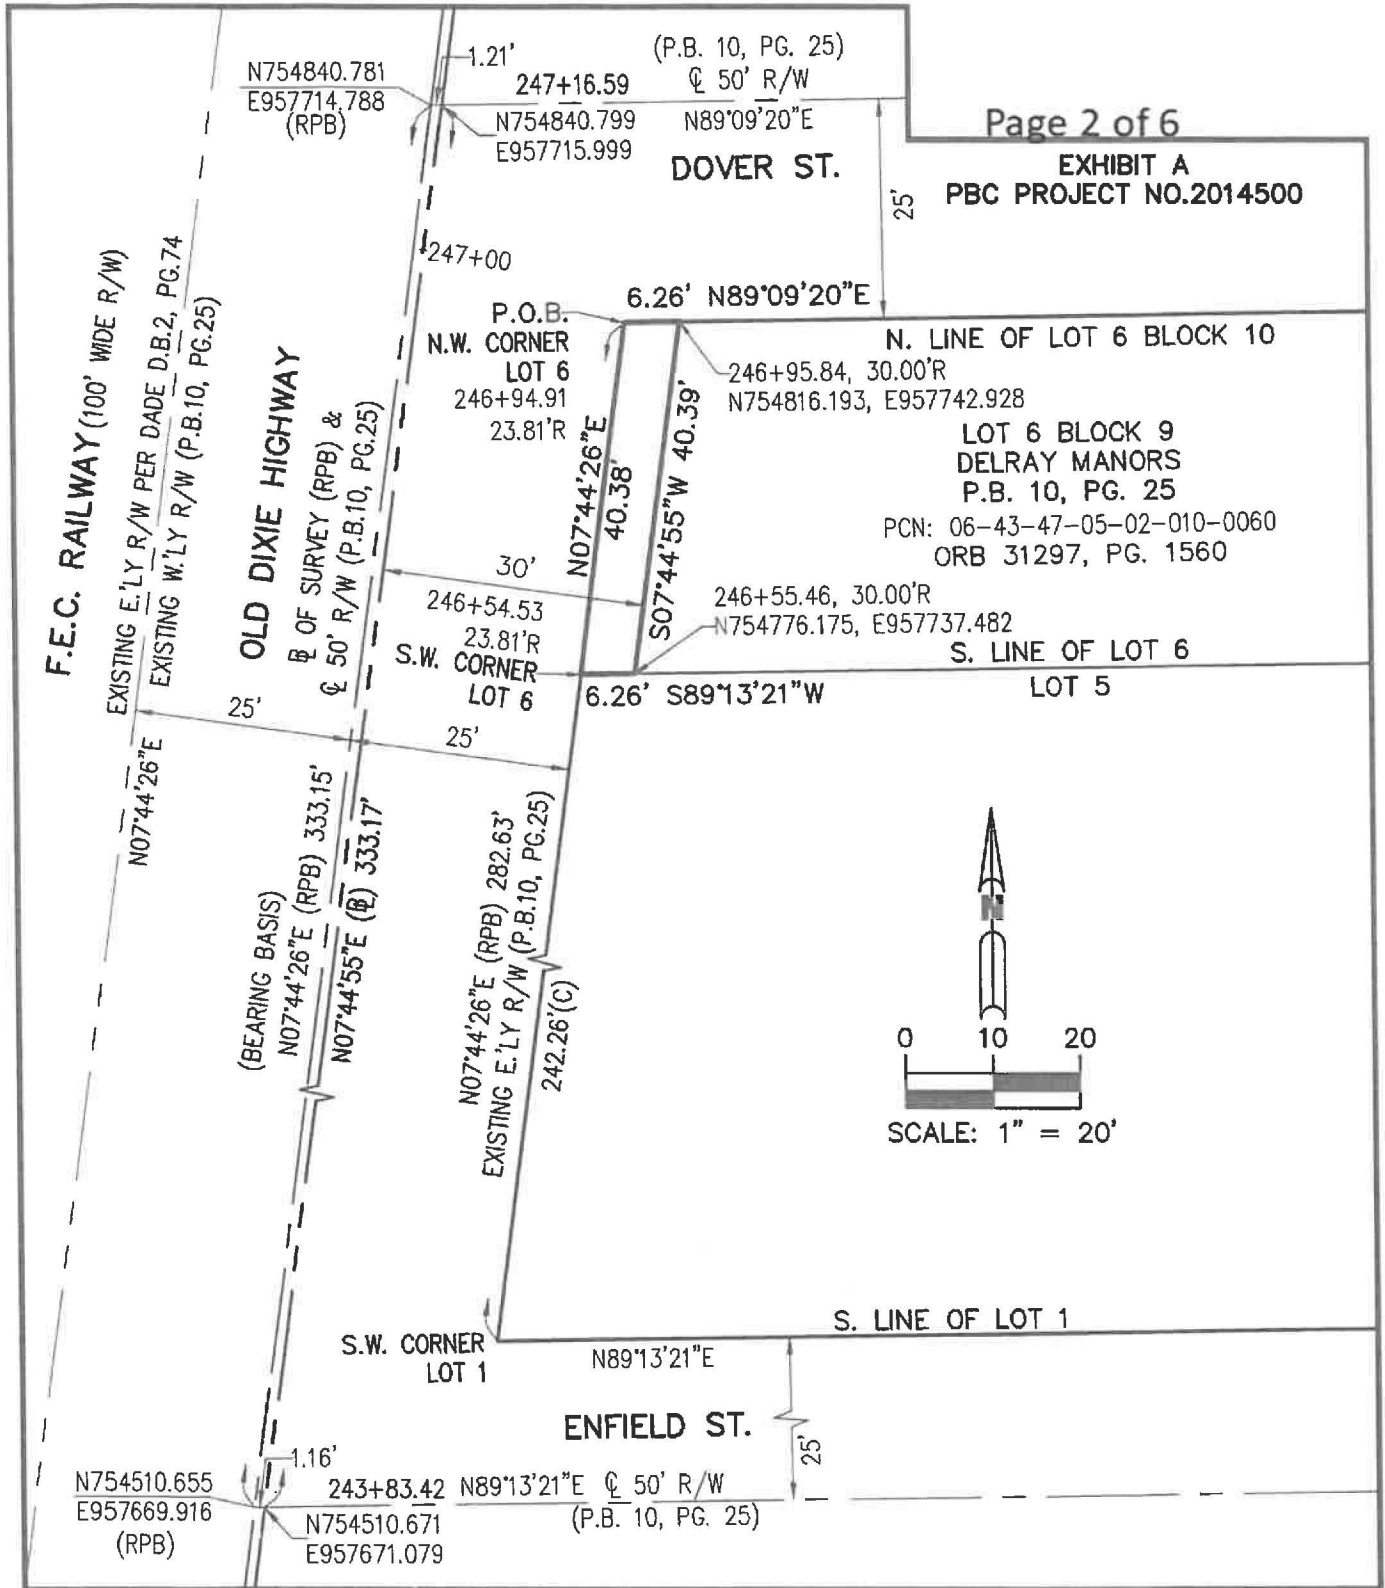 N754840.781
E957714.788
(RPB)
1.21'
247+16.59
N754840.799
E957715.999
(P.B. 10, PG. 25)
℄ 50' R/W
N89°09'20"E
DOVER ST.
25'
Page 2 of 6
EXHIBIT A
PBC PROJECT NO.2014500
247+00
F.E.C. RAILWAY (100' WIDE R/W)
EXISTING E.'LY R/W PER DADE D.B.2, PG.74
EXISTING W.'LY R/W (P.B.10, PG.25)
N07°44'26"E
OLD DIXIE HIGHWAY
B OF SURVEY (RPB) &
℄ 50' R/W (P.B.10, PG.25)
6.26' N89°09'20"E
P.O.B.
N.W. CORNER
LOT 6
246+94.91
23.81'R
N. LINE OF LOT 6 BLOCK 10
246+95.84, 30.00'R
N754816.193, E957742.928
N07°44'26"E
40.38'
S07°44'55"W 40.39'
LOT 6 BLOCK 9
DELRAY MANORS
P.B. 10, PG. 25
PCN: 06-43-47-05-02-010-0060
ORB 31297, PG. 1560
30'
246+54.53
23.81'R
S.W. CORNER
LOT 6
246+55.46, 30.00'R
N754776.175, E957737.482
S. LINE OF LOT 6
LOT 5
6.26' S89°13'21"W
25'
25'
(BEARING BASIS)
N07°44'26"E (RPB) 333.15'
N07°44'55"E (B) 333.17'
N07°44'26"E (RPB) 282.63'
EXISTING E.'LY R/W (P.B.10, PG.25)
242.26'(C)
N
0 10 20
SCALE: 1" = 20'
S. LINE OF LOT 1
S.W. CORNER
LOT 1
N89°13'21"E
ENFIELD ST.
25'
1.16'
N754510.655
E957669.916
(RPB)
243+83.42 N89°13'21"E ℄ 50' R/W
(P.B. 10, PG. 25)
N754510.671
E957671.079